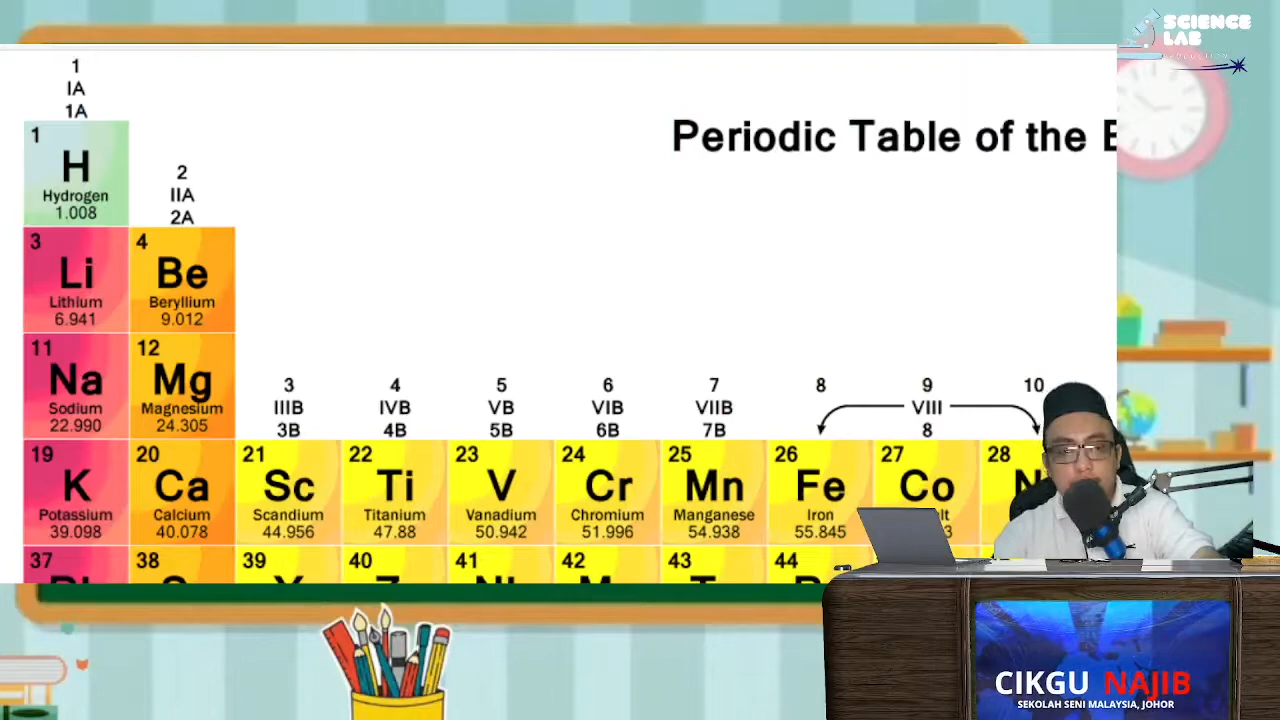 SCIENCE
LAB
PRODUCTION
Periodic Table of the
1
IA
1A
1
H
Hydrogen
1.008
2
IIA
2A
3
Li
Lithium
6.941
4
Be
Beryllium
9.012
11
Na
Sodium
22.990
12
Mg
Magnesium
24.305
3 4 5 6 7 8 9 10
IIIB IVB VB VIB VIIB VIII
3B 4B 5B 6B 7B 8
19
K
Potassium
39.098
20
Ca
Calcium
40.078
21
Sc
Scandium
44.956
22
Ti
Titanium
47.88
23
V
Vanadium
50.942
24
Cr
Chromium
51.996
25
Mn
Manganese
54.938
26
Fe
Iron
55.845
27
Co
28
37 38 39 40 41 42 43 44
CIKGU NAJIB
SEKOLAH SENI MALAYSIA, JOHOR